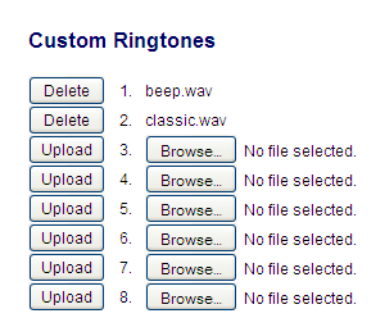 Custom Ringtones
Delete 1. beep.wav
Delete 2. classic.wav
Upload 3. Browse... No file selected.
Upload 4. Browse... No file selected.
Upload 5. Browse... No file selected.
Upload 6. Browse... No file selected.
Upload 7. Browse... No file selected.
Upload 8. Browse... No file selected.